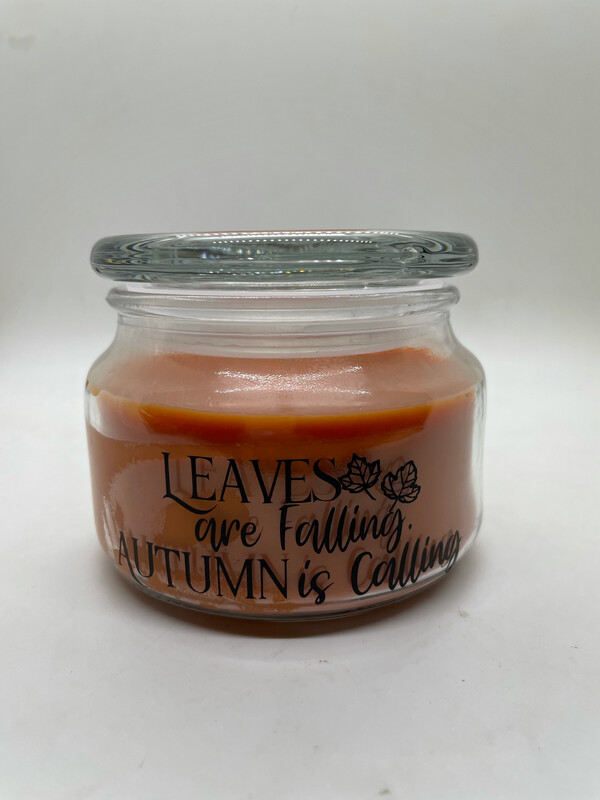 LEAVES
are Falling.
AUTUMN is Calling